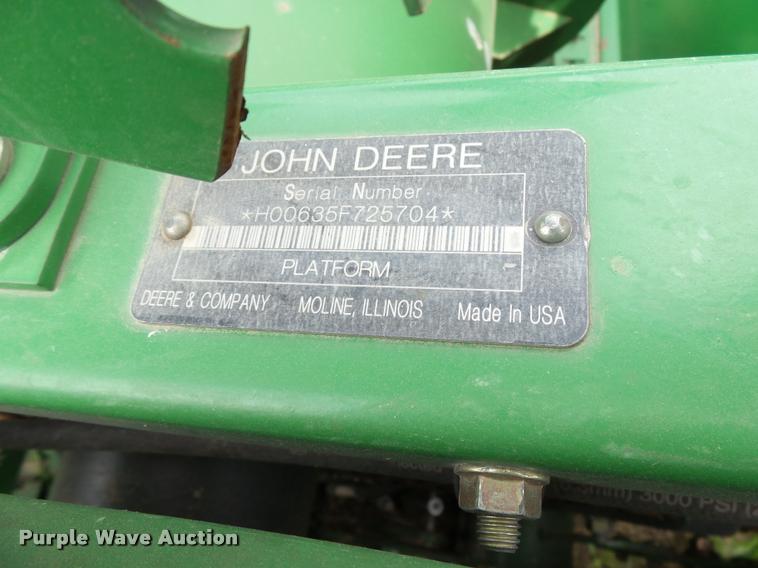 JOHN DEERE
Serial Number
*H00635F725704*
PLATFORM -
DEERE & COMPANY MOLINE, ILLINOIS Made In USA
3000 PSI
Purple Wave Auction